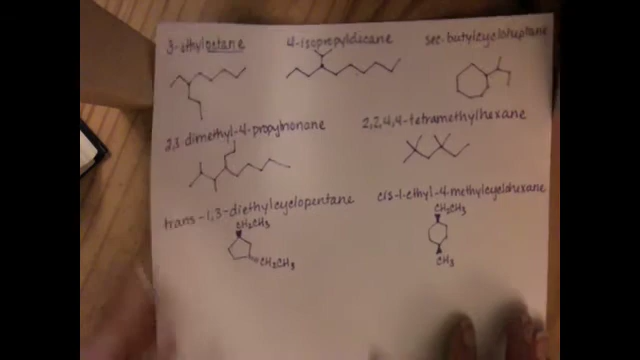 3-ethyloctane
4-isopropyldecane
sec-butylcycloheptane
2,3 dimethyl-4-propylnonane
2,2,4,4-tetramethylhexane
trans-1,3-diethylcyclopentane
cis-1-ethyl-4-methylcyclohexane
CH2CH3
CH2CH3
CH2CH3
CH3